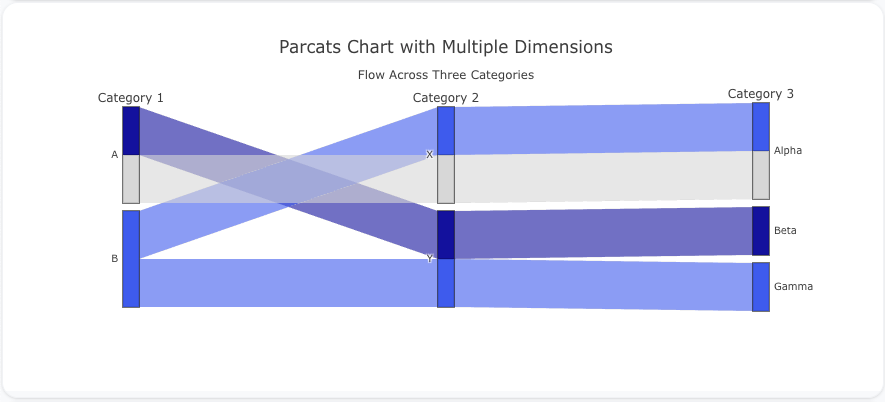 Parcats Chart with Multiple Dimensions
Flow Across Three Categories
Category 1
Category 2
Category 3
A
B
X
Y
Alpha
Beta
Gamma